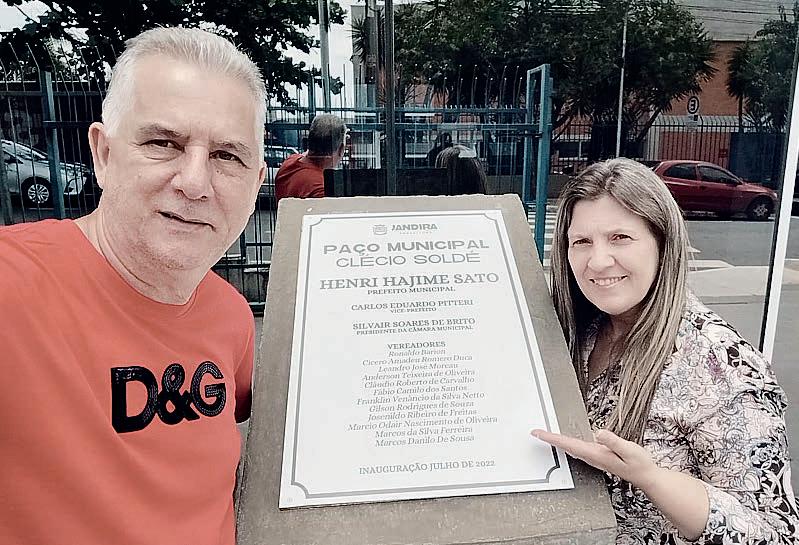 JANDIRA
PREFEITURA
PAÇO MUNICIPAL
CLÉCIO SOLDÉ
HENRI HAJIME SATO
PREFEITO MUNICIPAL
CARLOS EDUARDO PITTERI
VICE-PREFEITO
SILVAIR SOARES DE BRITO
PRESIDENTE DA CÂMARA MUNICIPAL
VEREADORES
Ronaldo Barion
Cicero Amadeu Romero Duca
Leandro José Moreau
Anderson Teixeira de Oliveira
Cláudio Roberto de Carvalho
Fábio Camilo dos Santos
Franklin Venâncio da Silva Netto
Gilson Rodrigues de Souza
Josenildo Ribeiro de Freitas
Marcio Odair Nascimento de Oliveira
Marcos da Silva Ferreira
Marcos Danilo De Sousa
INAUGURAÇÃO JULHO DE 2022
D&G